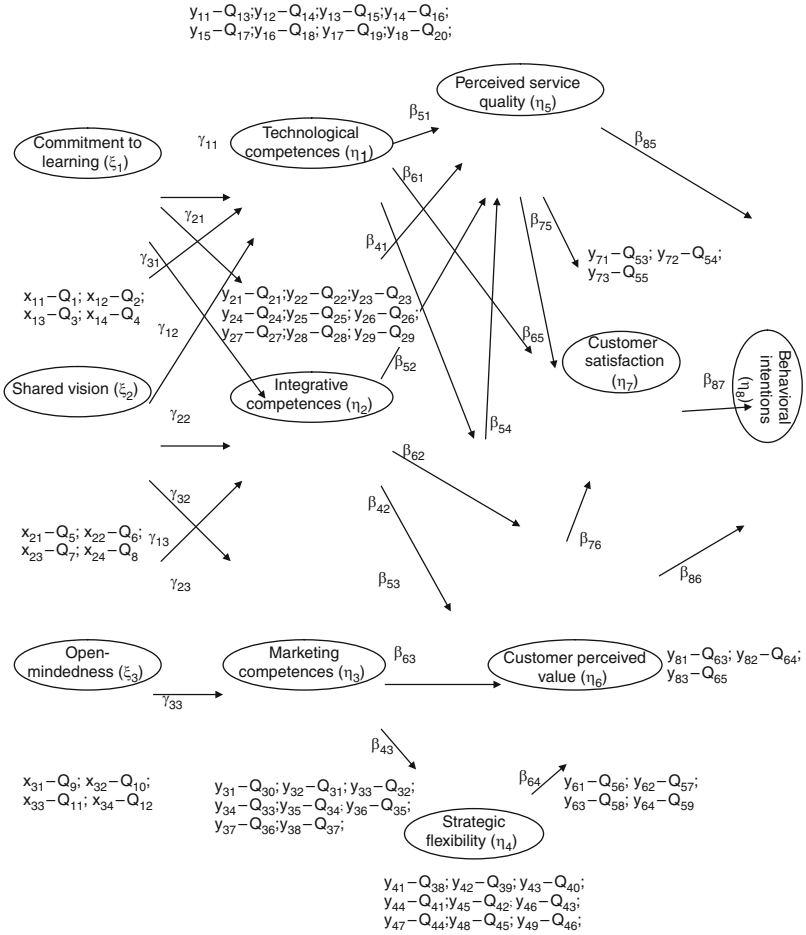 y₁₁–Q₁₃;y₁₂–Q₁₄;y₁₃–Q₁₅;y₁₄–Q₁₆;
y₁₅–Q₁₇;y₁₆–Q₁₈; y₁₇–Q₁₉;y₁₈–Q₂₀;
Perceived service
quality (η₅)
β₅₁
Commitment to
learning (ξ₁)
γ₁₁
Technological
competences (η₁)
β₆₁
β₈₅
γ₂₁
β₄₁
β₇₅
γ₃₁
y₇₁–Q₅₃; y₇₂–Q₅₄;
y₇₃–Q₅₅
x₁₁–Q₁; x₁₂–Q₂;
x₁₃–Q₃; x₁₄–Q₄
y₂₁–Q₂₁;y₂₂–Q₂₂;y₂₃–Q₂₃
y₂₄–Q₂₄;y₂₅–Q₂₅; y₂₆–Q₂₆;
y₂₇–Q₂₇;y₂₈–Q₂₈; y₂₉–Q₂₉
γ₁₂
β₆₅
β₅₂
Customer
satisfaction
(η₇)
Shared vision (ξ₂)
Integrative
competences (η₂)
β₈₇
Behavioral
intentions
(η₈)
γ₂₂
β₅₄
β₆₂
γ₃₂
β₄₂
x₂₁–Q₅; x₂₂–Q₆;
x₂₃–Q₇; x₂₄–Q₈
γ₁₃
β₇₆
γ₂₃
β₅₃
β₈₆
Open-
mindedness (ξ₃)
Marketing
competences (η₃)
β₆₃
Customer perceived
value (η₆)
y₈₁–Q₆₃; y₈₂–Q₆₄;
y₈₃–Q₆₅
γ₃₃
β₄₃
x₃₁–Q₉; x₃₂–Q₁₀;
x₃₃–Q₁₁; x₃₄–Q₁₂
y₃₁–Q₃₀; y₃₂–Q₃₁; y₃₃–Q₃₂;
y₃₄–Q₃₃;y₃₅–Q₃₄; y₃₆–Q₃₅;
y₃₇–Q₃₆;y₃₈–Q₃₇;
β₆₄
y₆₁–Q₅₆; y₆₂–Q₅₇;
y₆₃–Q₅₈; y₆₄–Q₅₉
Strategic
flexibility (η₄)
y₄₁–Q₃₈; y₄₂–Q₃₉; y₄₃–Q₄₀;
y₄₄–Q₄₁;y₄₅–Q₄₂; y₄₆–Q₄₃;
y₄₇–Q₄₄;y₄₈–Q₄₅; y₄₉–Q₄₆;